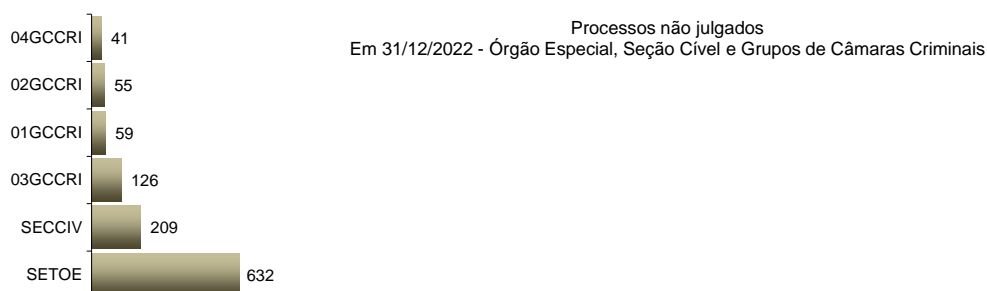 Processos não julgados
Em 31/12/2022 - Órgão Especial, Seção Cível e Grupos de Câmaras Criminais
04GCCRI 41
02GCCRI 55
01GCCRI 59
03GCCRI 126
SECCIV 209
SETOE 632